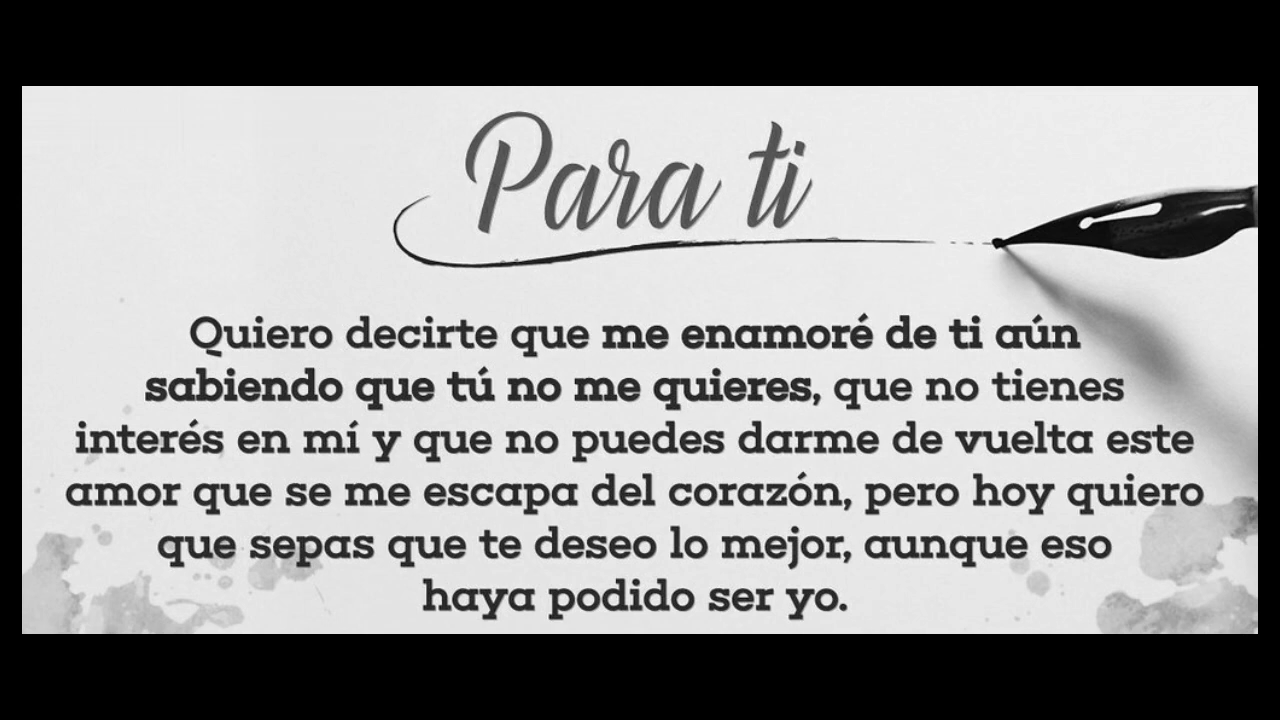 Para ti
Quiero decirte que me enamoré de ti aún
sabiendo que tú no me quieres, que no tienes
interés en mí y que no puedes darme de vuelta este
amor que se me escapa del corazón, pero hoy quiero
que sepas que te deseo lo mejor, aunque eso
haya podido ser yo.